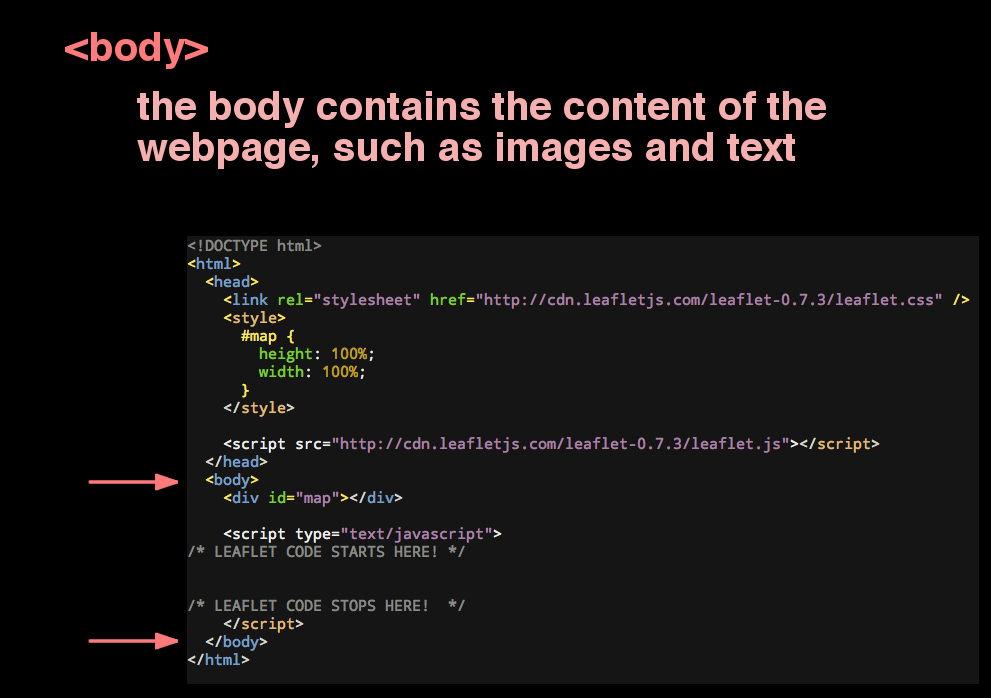 <body>
the body contains the content of the
webpage, such as images and text
<!DOCTYPE html>
<html>
<head>
<link rel="stylesheet" href="http://cdn.leafletjs.com/leaflet-0.7.3/leaflet.css" />
<style>
#map {
height: 100%;
width: 100%;
}
</style>
<script src="http://cdn.leafletjs.com/leaflet-0.7.3/leaflet.js"></script>
</head>
<body>
<div id="map"></div>
<script type="text/javascript">
/* LEAFLET CODE STARTS HERE! */
/* LEAFLET CODE STOPS HERE!  */
</script>
</body>
</html>